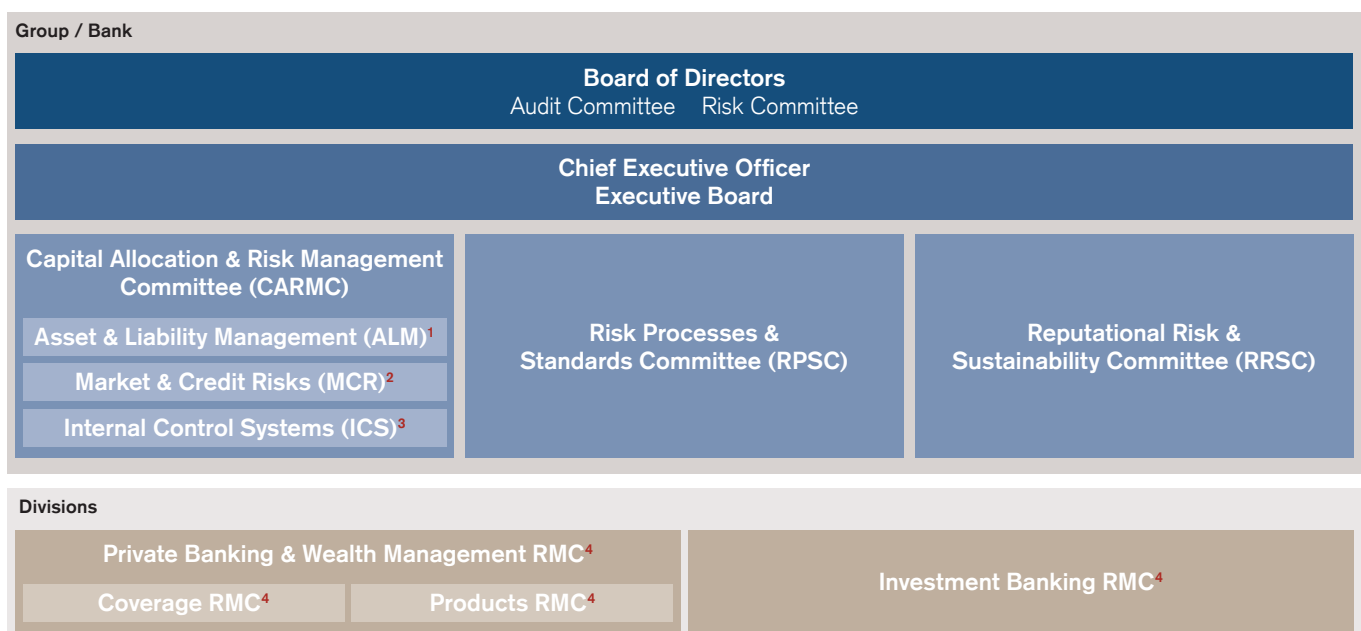 Group / Bank
Board of Directors
Audit Committee Risk Committee
Chief Executive Officer
Executive Board
Capital Allocation & Risk Management
Committee (CARMC)
Asset & Liability Management (ALM)¹
Market & Credit Risks (MCR)²
Internal Control Systems (ICS)³
Risk Processes &
Standards Committee (RPSC)
Reputational Risk &
Sustainability Committee (RRSC)
Divisions
Private Banking & Wealth Management RMC⁴
Coverage RMC⁴
Products RMC⁴
Investment Banking RMC⁴